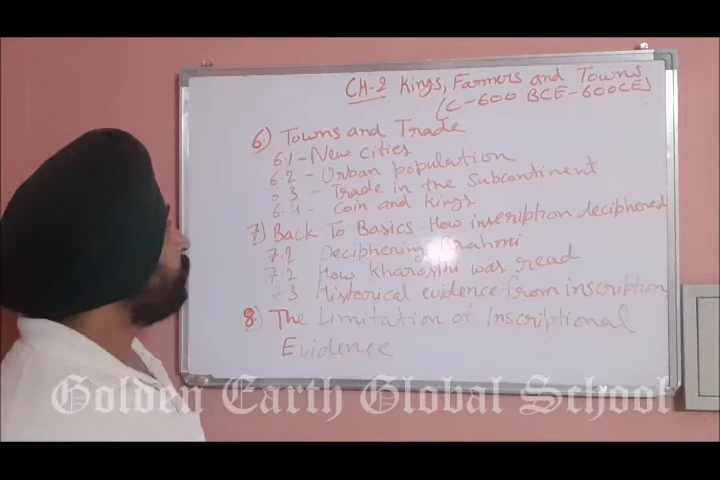 CH-2 Kings, Farmers and Towns
(C-600 BCE-600CE)
6.) Towns and Trade
6.1 - New Cities
6.2 - Urban population
3 - Trade in the Subcontinent
6.4 - Coin and Kings
7.) Back To Basics How inscription deciphered
7.1 Deciphering Brahmi
7.2 How Kharoshthi was read
3 Historical evidence from inscription
8.) The Limitation of Inscriptional
Evidence
Golden Earth Global School